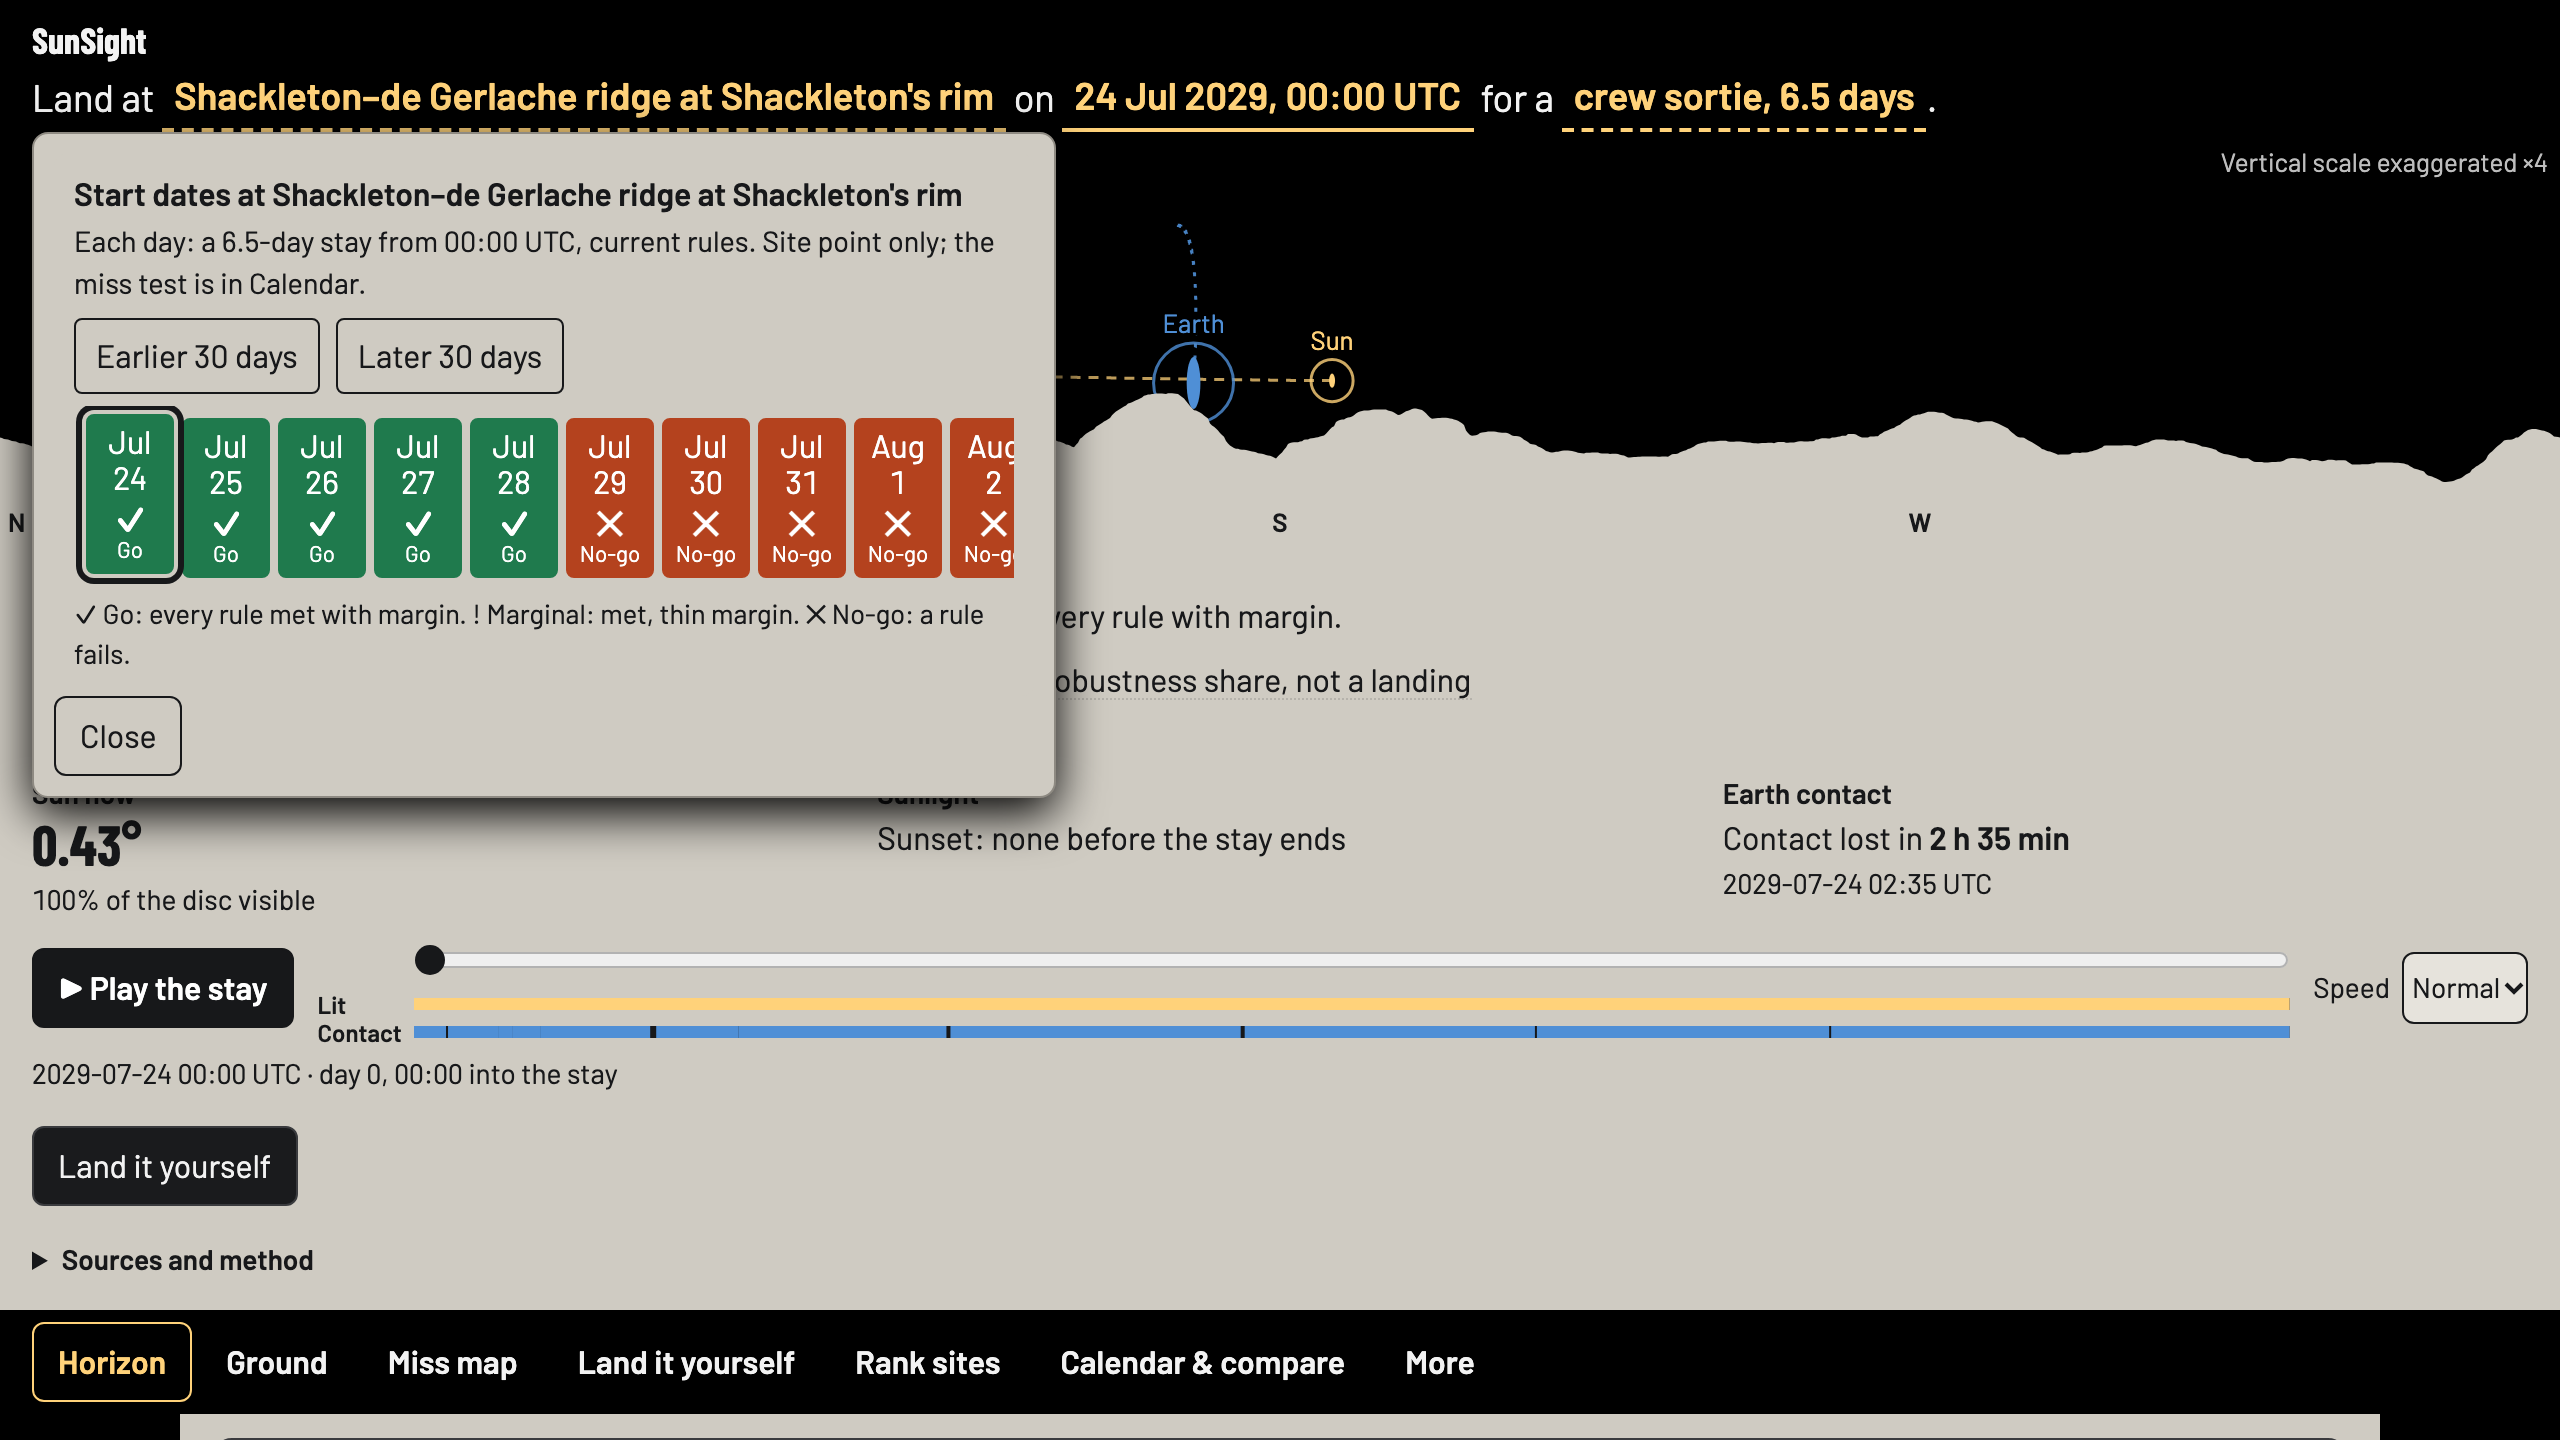 SunSight
Land at Shackleton–de Gerlache ridge at Shackleton's rim on 24 Jul 2029, 00:00 UTC for a crew sortie, 6.5 days .
Vertical scale exaggerated ×4
Start dates at Shackleton–de Gerlache ridge at Shackleton's rim
Each day: a 6.5-day stay from 00:00 UTC, current rules. Site point only; the
miss test is in Calendar.
Earlier 30 days
Later 30 days
Jul 24 ✓ Go
Jul 25 ✓ Go
Jul 26 ✓ Go
Jul 27 ✓ Go
Jul 28 ✓ Go
Jul 29 ✕ No-go
Jul 30 ✕ No-go
Jul 31 ✕ No-go
Aug 1 ✕ No-go
Aug 2 ✕ No-g
✓ Go: every rule met with margin. ! Marginal: met, thin margin. ✕ No-go: a rule
fails.
Close
Earth
Sun
N
S
W
very rule with margin.
obustness share, not a landing
Sun now
0.43°
100% of the disc visible
Sunlight
Sunset: none before the stay ends
Earth contact
Contact lost in 2 h 35 min
2029-07-24 02:35 UTC
▶ Play the stay
Lit
Contact
Speed
Normal
2029-07-24 00:00 UTC · day 0, 00:00 into the stay
Land it yourself
▶ Sources and method
Horizon
Ground
Miss map
Land it yourself
Rank sites
Calendar & compare
More